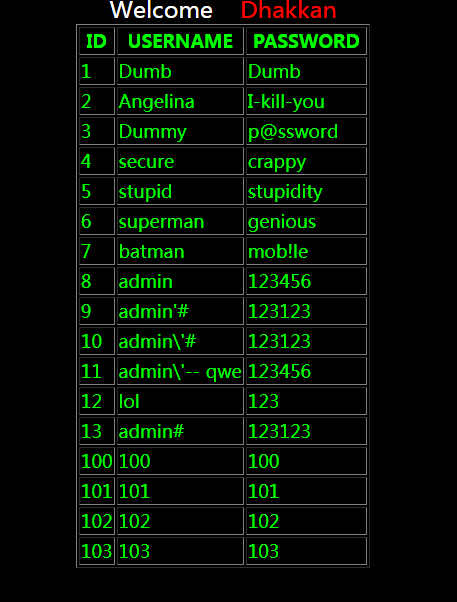 Welcome Dhakkan
ID USERNAME PASSWORD
1 Dumb Dumb
2 Angelina I-kill-you
3 Dummy p@ssword
4 secure crappy
5 stupid stupidity
6 superman genious
7 batman mob!le
8 admin 123456
9 admin'# 123123
10 admin\'# 123123
11 admin\'-- qwe 123456
12 lol 123
13 admin# 123123
100 100 100
101 101 101
102 102 102
103 103 103